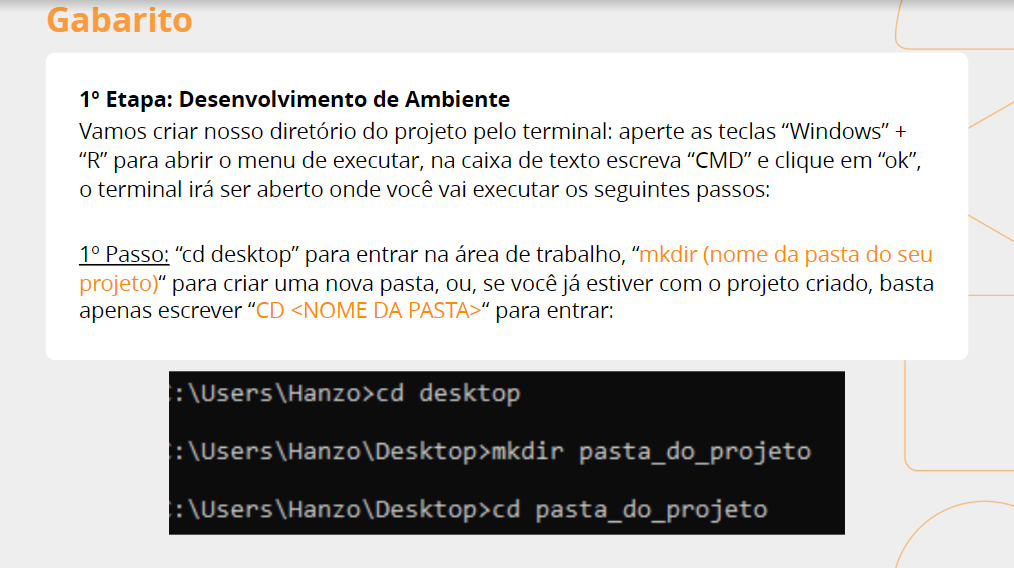 Gabarito
1º Etapa: Desenvolvimento de Ambiente
Vamos criar nosso diretório do projeto pelo terminal: aperte as teclas “Windows” +
“R” para abrir o menu de executar, na caixa de texto escreva “CMD” e clique em “ok”,
o terminal irá ser aberto onde você vai executar os seguintes passos:
1º Passo: “cd desktop” para entrar na área de trabalho, “mkdir (nome da pasta do seu
projeto)“ para criar uma nova pasta, ou, se você já estiver com o projeto criado, basta
apenas escrever “CD <NOME DA PASTA>“ para entrar:
:\Users\Hanzo>cd desktop
:\Users\Hanzo\Desktop>mkdir pasta_do_projeto
:\Users\Hanzo\Desktop>cd pasta_do_projeto